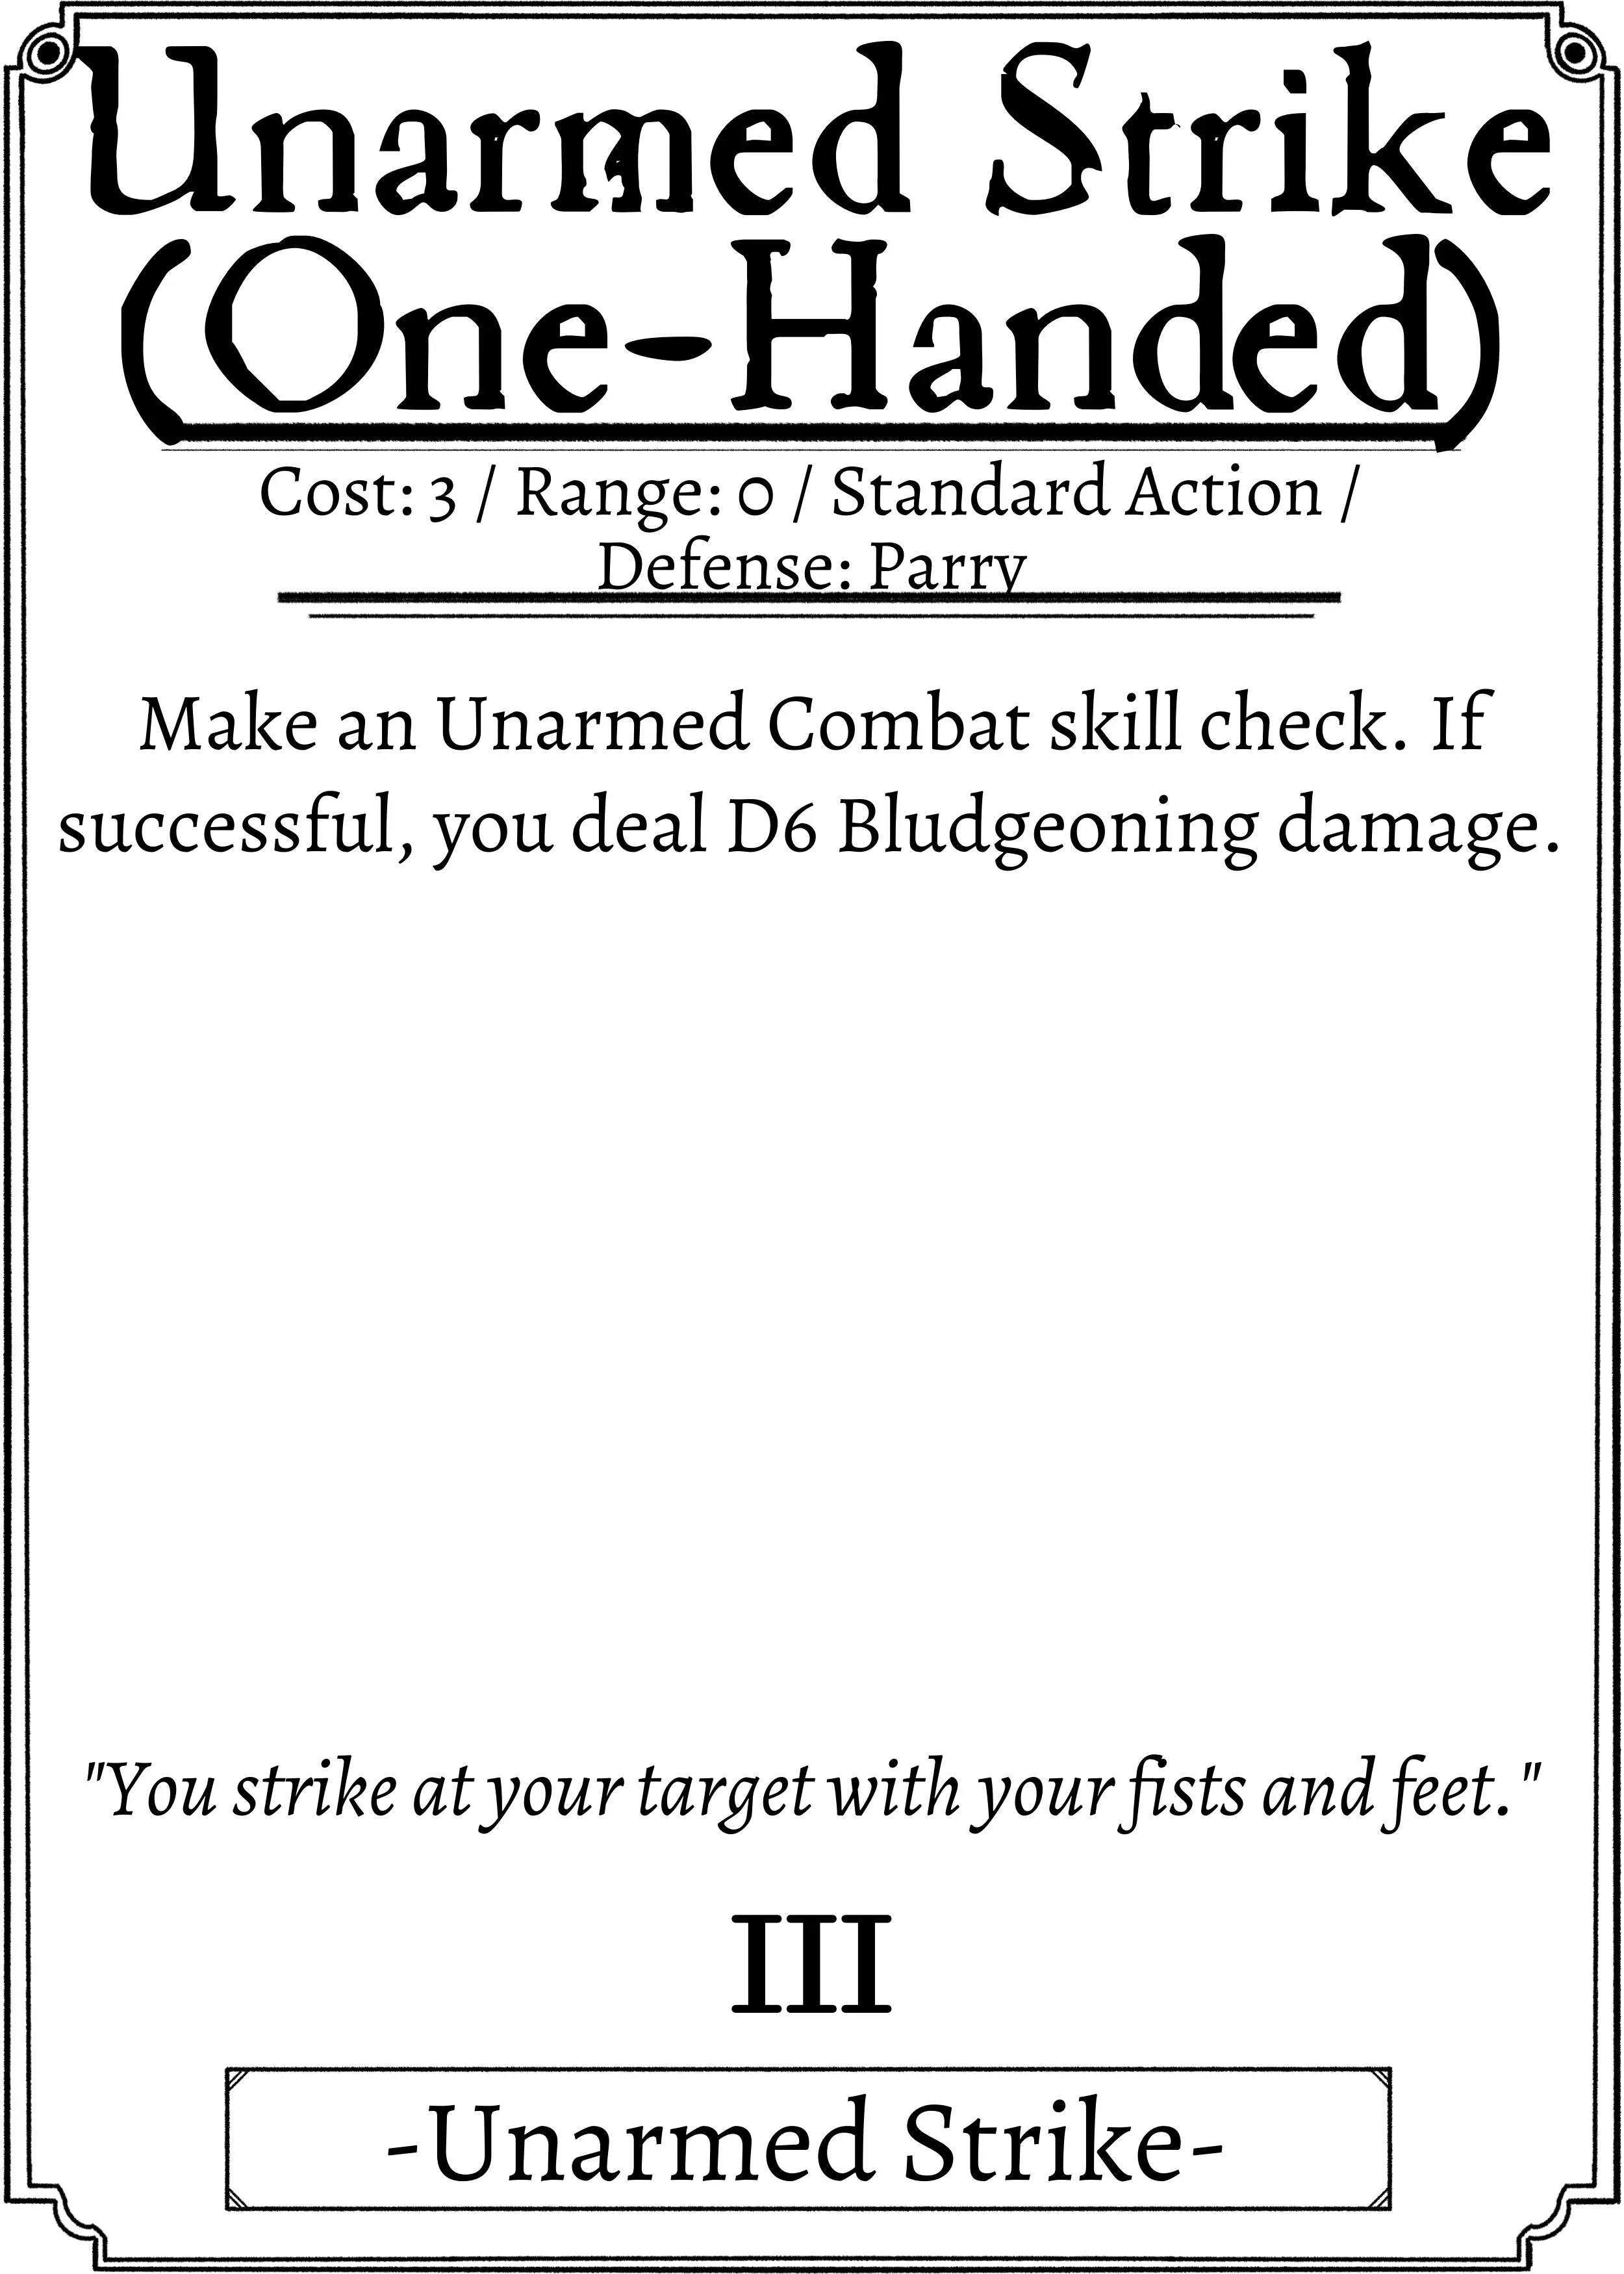 Unarmed Strike
(One-Handed)
Cost: 3 / Range: 0 / Standard Action /
Defense: Parry
Make an Unarmed Combat skill check. If
successful, you deal D6 Bludgeoning damage.
"You strike at your target with your fists and feet."
III
-Unarmed Strike-